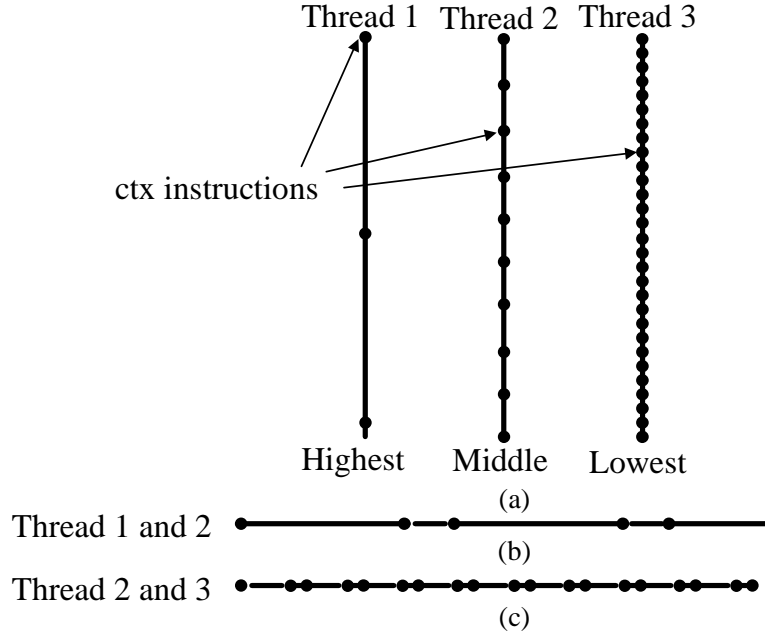 Thread 1 Thread 2 Thread 3
ctx instructions
Highest Middle Lowest
(a)
Thread 1 and 2
(b)
Thread 2 and 3
(c)